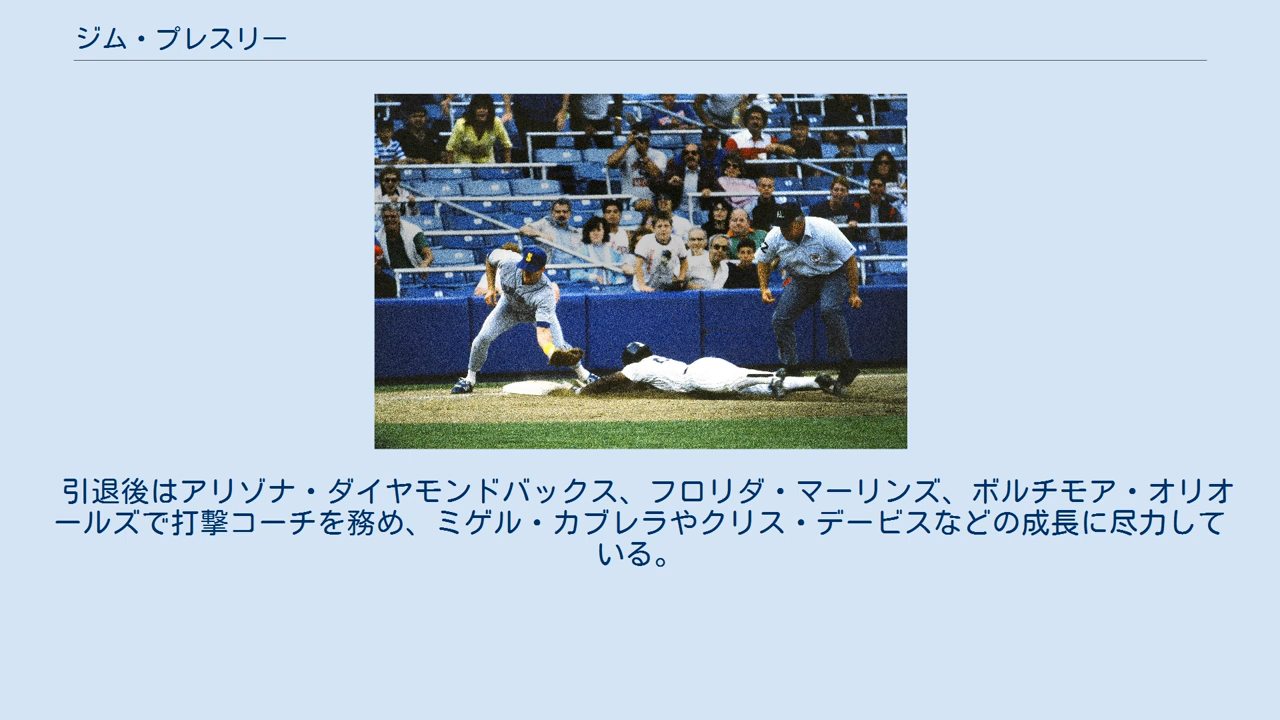 ジム・プレスリー
引退後はアリゾナ・ダイヤモンドバックス、フロリダ・マーリンズ、ボルチモア・オリオ
ールズで打撃コーチを務め、ミゲル・カブレラやクリス・デービスなどの成長に尽力して
いる。